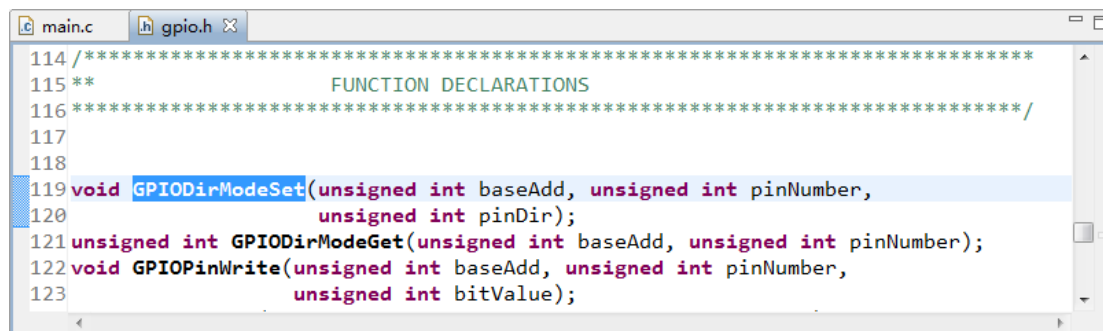 main.c gpio.h
114 /*****************************************************************************
115 ** FUNCTION DECLARATIONS
116 *****************************************************************************/
117
118
119 void GPIODirModeSet(unsigned int baseAdd, unsigned int pinNumber,
120 unsigned int pinDir);
121 unsigned int GPIODirModeGet(unsigned int baseAdd, unsigned int pinNumber);
122 void GPIOPinWrite(unsigned int baseAdd, unsigned int pinNumber,
123 unsigned int bitValue);